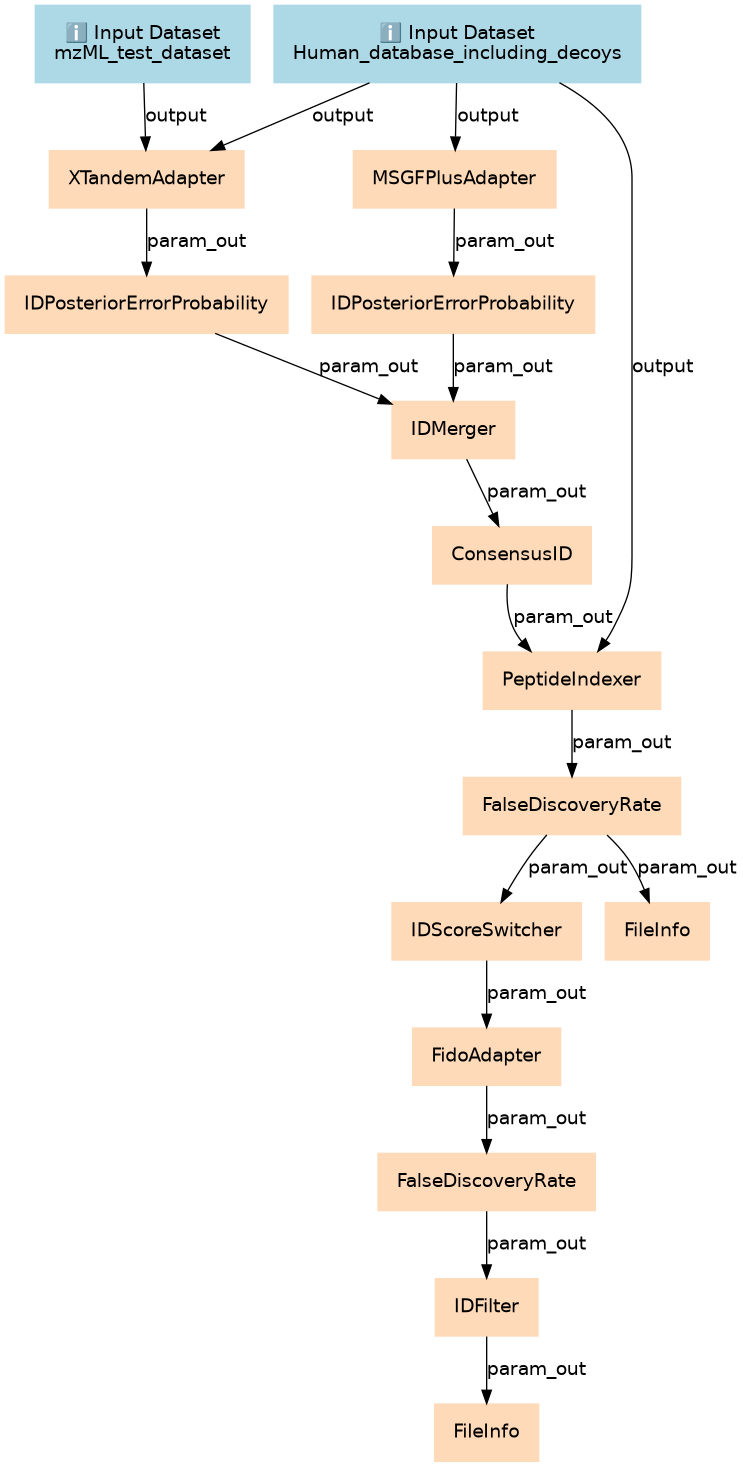 ℹ️ Input Dataset
mzML_test_dataset
ℹ️ Input Dataset
Human_database_including_decoys
output
output
output
XTandemAdapter
MSGFPlusAdapter
param_out
param_out
IDPosteriorErrorProbability
IDPosteriorErrorProbability
param_out
param_out
output
IDMerger
param_out
ConsensusID
param_out
PeptideIndexer
param_out
FalseDiscoveryRate
param_out
param_out
IDScoreSwitcher
FileInfo
param_out
FidoAdapter
param_out
FalseDiscoveryRate
param_out
IDFilter
param_out
FileInfo